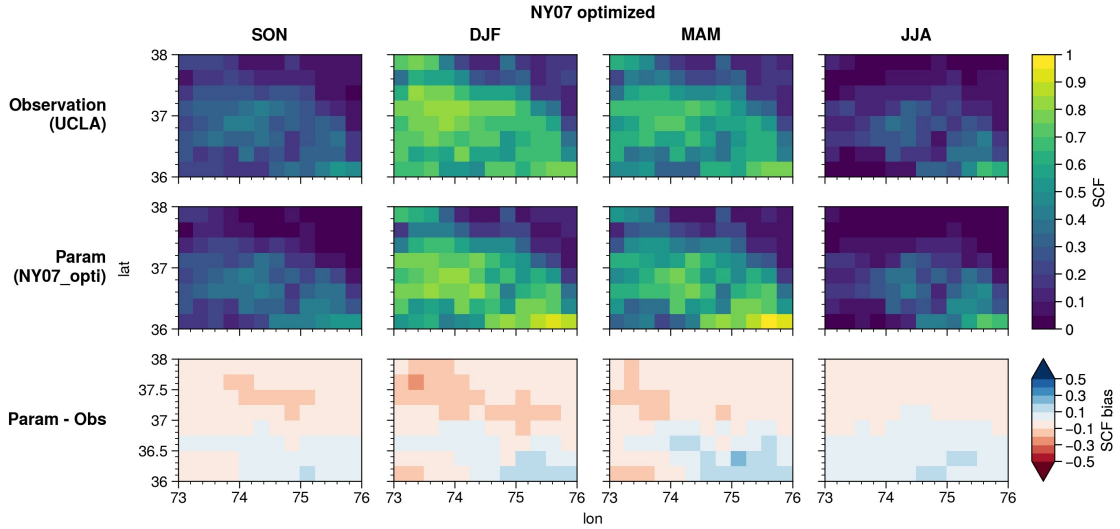 NY07 optimized
SON DJF MAM JJA
Observation
(UCLA)
38
37
36
1
0.9
0.8
0.7
0.6
0.5
0.4
0.3
0.2
0.1
0
SCF
Param
(NY07_opti)
lat
38
37
36
Param - Obs
38
37.5
37
36.5
36
0.5
0.3
0.1
−0.1
−0.3
−0.5
SCF bias
73 74 75 76 73 74 75 76 73 74 75 76 73 74 75 76
lon